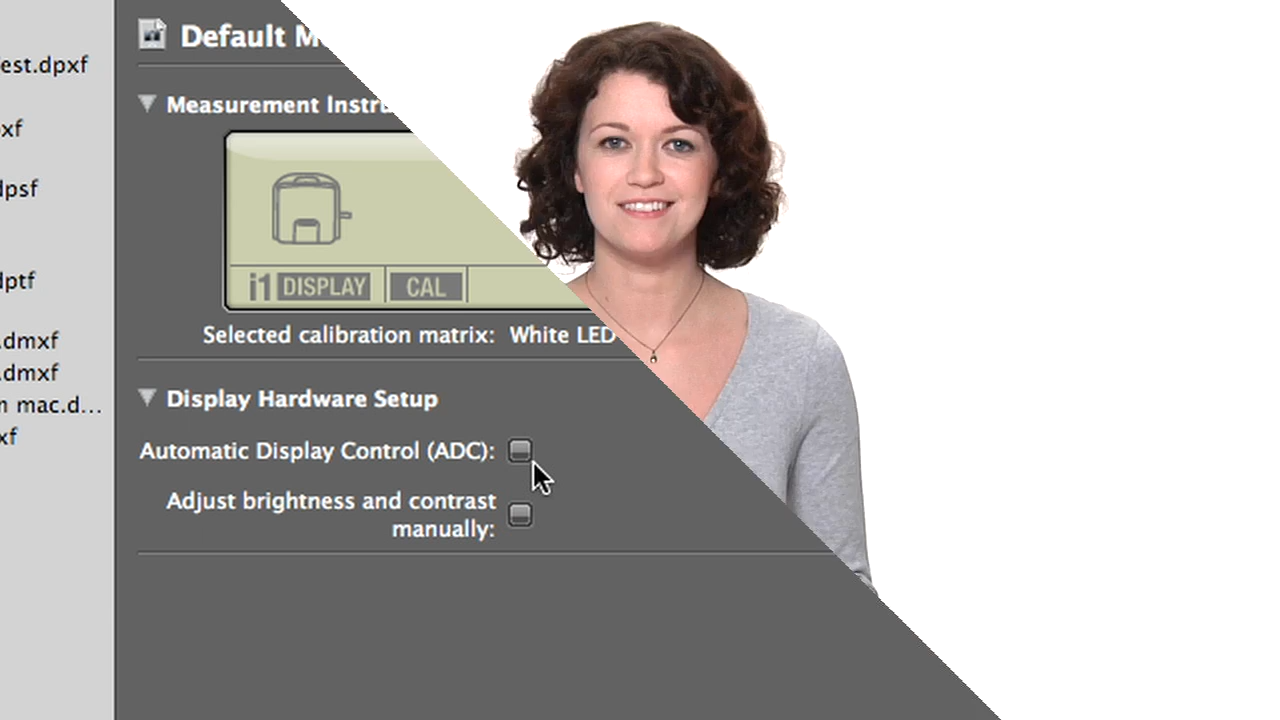 est.dpxf
xf
dpsf
dptf
.dmxf
.dmxf
n mac.d...
xf
Default M
Measurement Instru
i1 DISPLAY CAL
Selected calibration matrix: White LED
Display Hardware Setup
Automatic Display Control (ADC):
Adjust brightness and contrast
manually: